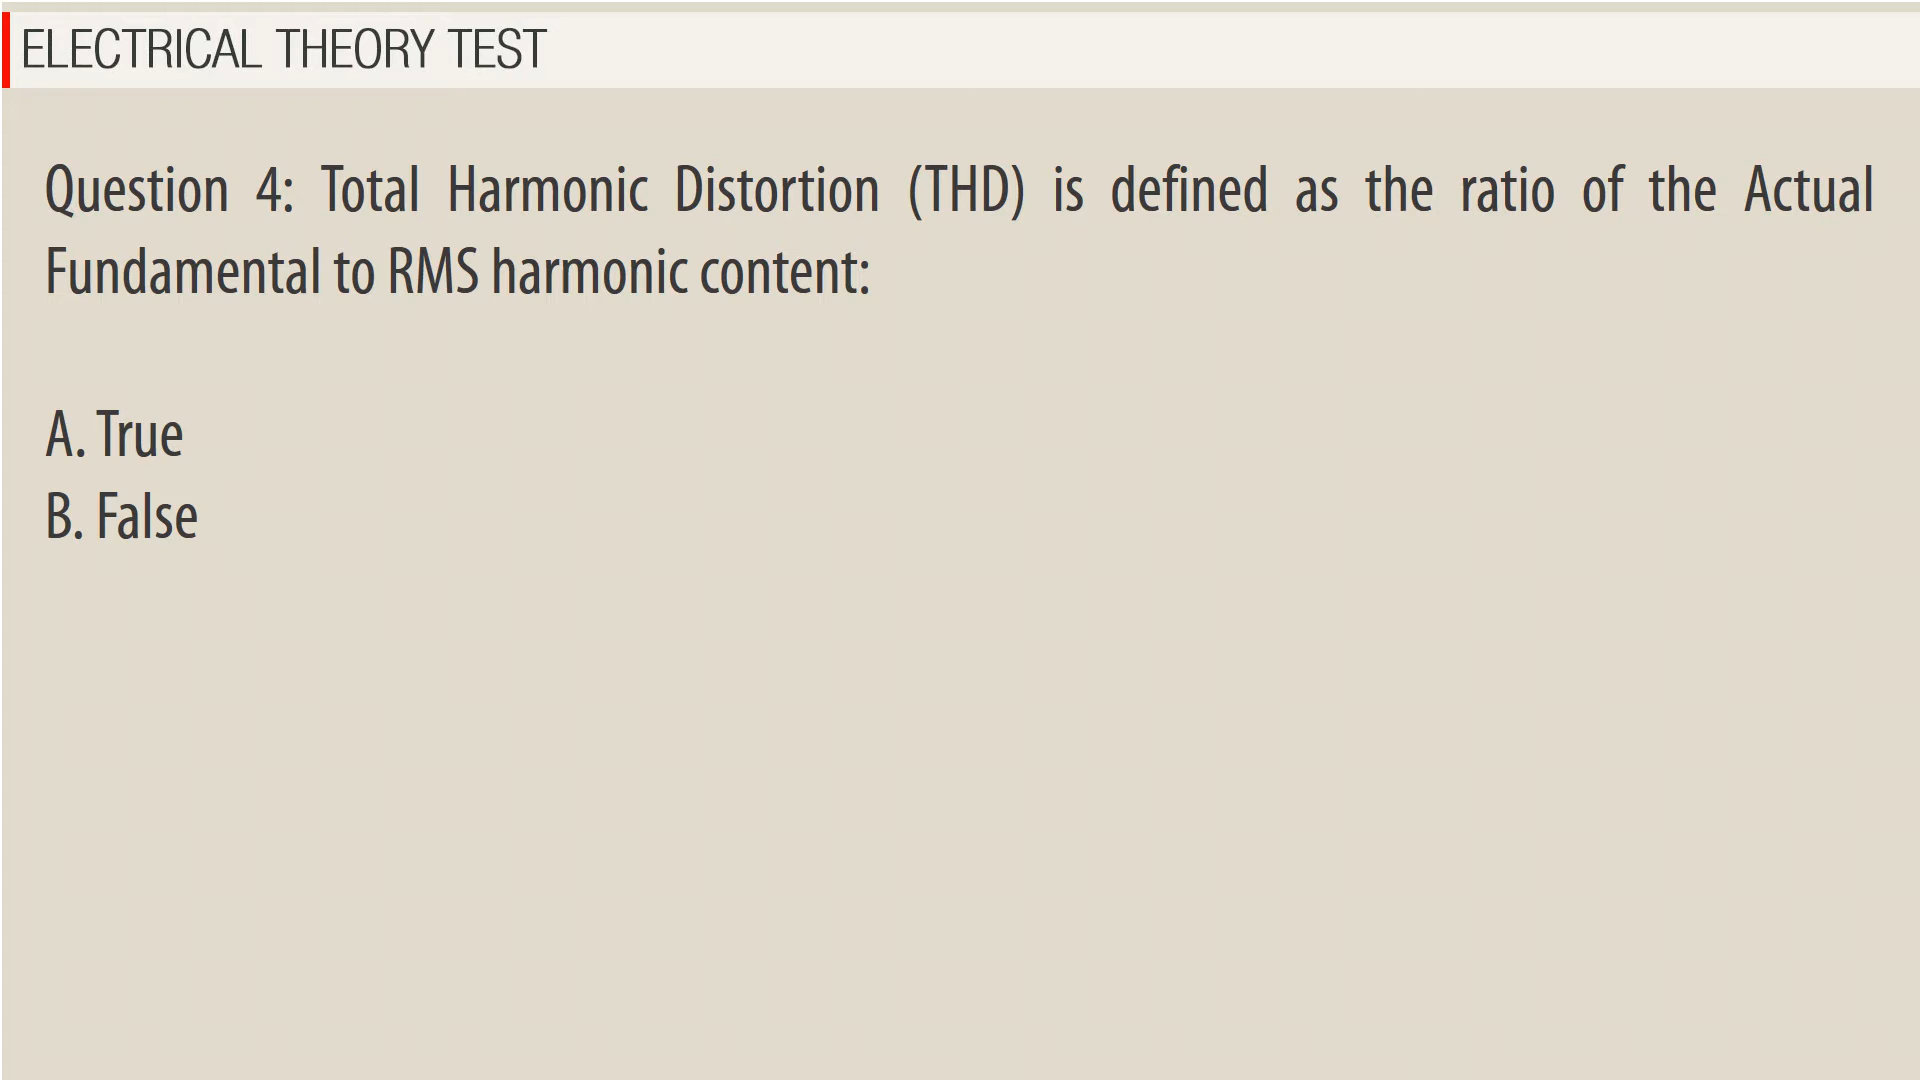 ELECTRICAL THEORY TEST
Question 4: Total Harmonic Distortion (THD) is defined as the ratio of the Actual
Fundamental to RMS harmonic content:
A. True
B. False